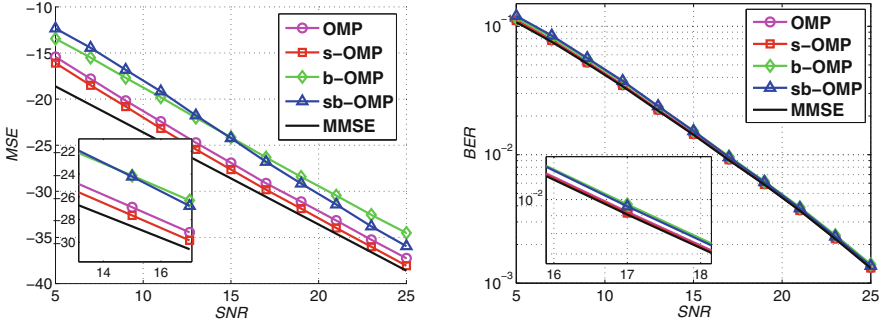 −10
−15
−20
−25
−30
−35
−40
MSE
5
10
15
20
25
SNR
OMP
s−OMP
b−OMP
sb−OMP
MMSE
−22
−24
−26
−28
−30
14
16
10⁻¹
10⁻²
10⁻³
BER
5
10
15
20
25
SNR
OMP
s−OMP
b−OMP
sb−OMP
MMSE
10⁻²
16
17
18